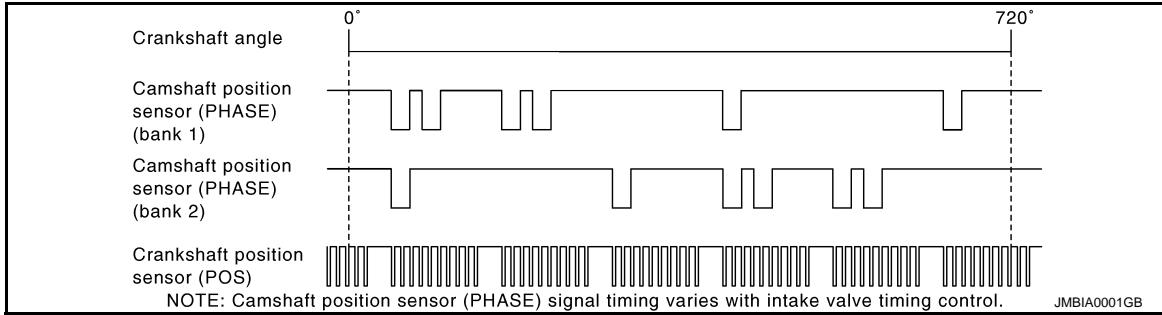 0˚ 720˚
Crankshaft angle
Camshaft position
sensor (PHASE)
(bank 1)
Camshaft position
sensor (PHASE)
(bank 2)
Crankshaft position
sensor (POS)
NOTE: Camshaft position sensor (PHASE) signal timing varies with intake valve timing control.
JMBIA0001GB